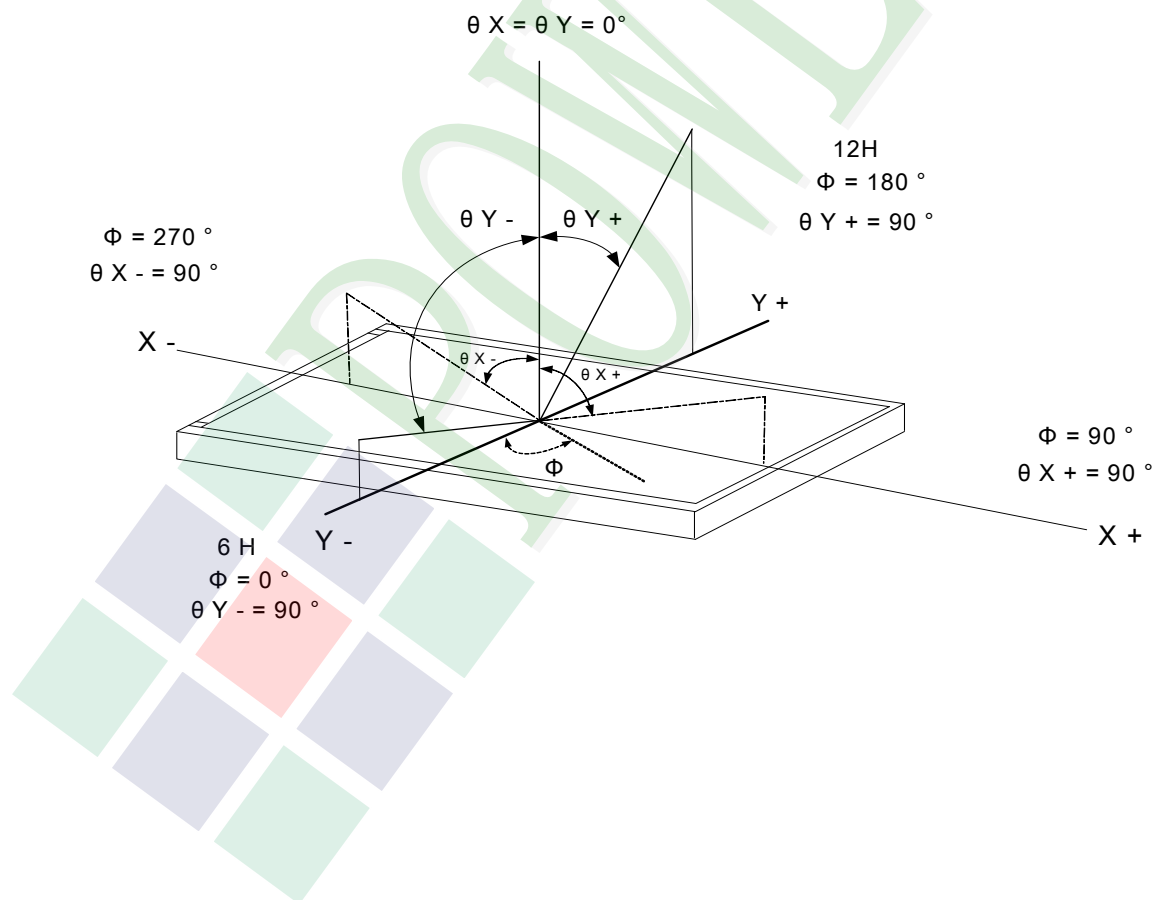 θ X = θ Y = 0°
12H
Φ = 180 °
θ Y + = 90 °
θ Y -
θ Y +
Φ = 270 °
θ X - = 90 °
Y +
X -
θ X -
θ X +
Φ = 90 °
θ X + = 90 °
Φ
X +
Y -
6 H
Φ = 0 °
θ Y - = 90 °